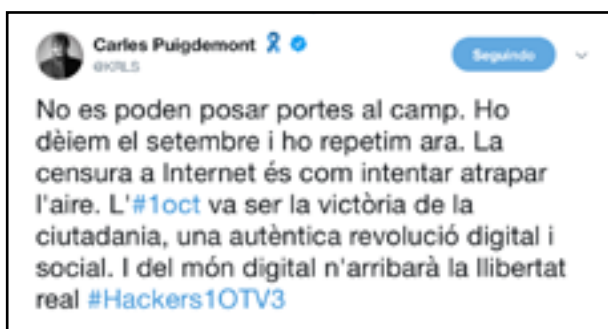 Carles Puigdemont
@KRLS
Seguindo
No es poden posar portes al camp. Ho
dèiem el setembre i ho repetim ara. La
censura a Internet és com intentar atrapar
l'aire. L'#1oct va ser la victòria de la
ciutadania, una autèntica revolució digital i
social. I del món digital n'arribarà la llibertat
real #Hackers1OTV3